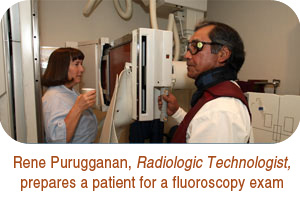 Rene Purugganan, Radiologic Technologist,
prepares a patient for a fluoroscopy exam